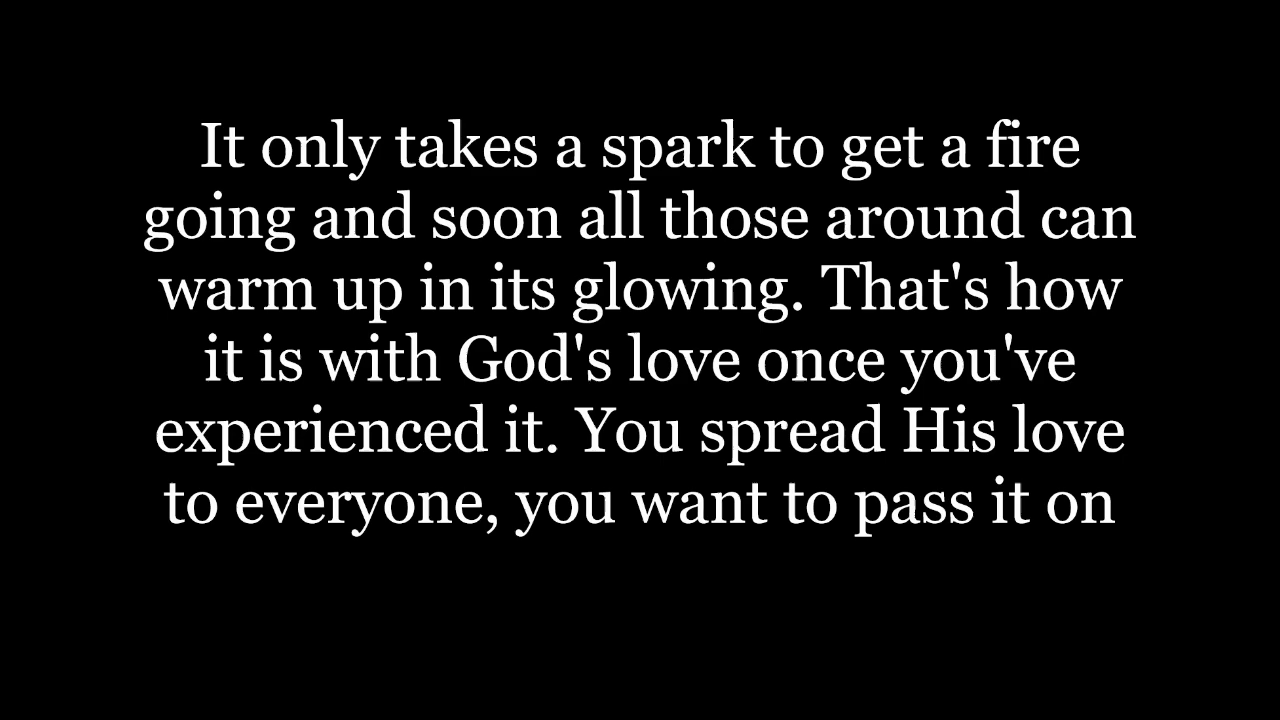 It only takes a spark to get a fire
going and soon all those around can
warm up in its glowing. That's how
it is with God's love once you've
experienced it. You spread His love
to everyone, you want to pass it on